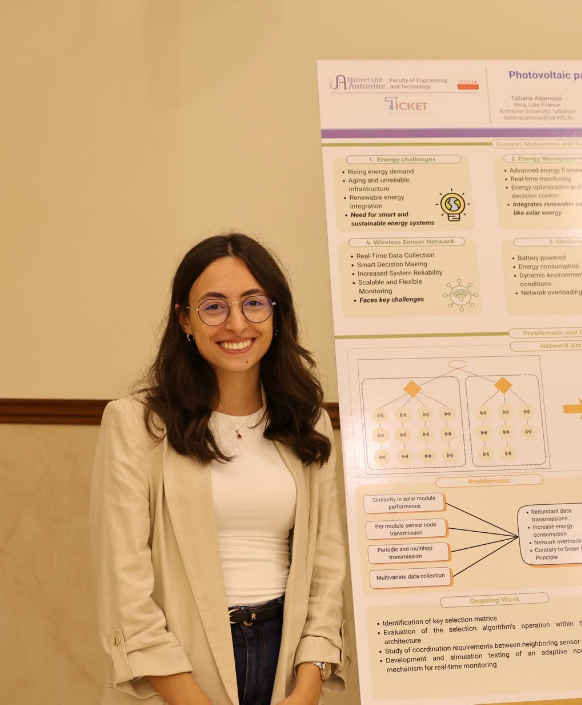 Université
Antonine
Faculty of Engineering
and Technology
TICKET
Photovoltaic pa
Tatiana Aljamous
Inria, Lille, France
Antonine University, Lebanon
Context, Motivation and
1. Energy challenges
• Rising energy demand
• Aging and unreliable
infrastructure
• Renewable energy
integration
• Need for smart and
sustainable energy systems
2. Energy Manageme
• Advanced energy framew
• Real-time monitoring
• Energy optimization and
decision control
• Integrates renewable so
like solar energy
4. Wireless Sensor Network
• Real-Time Data Collection
• Smart Decision Making
• Increased System Reliability
• Scalable and Flexible
Monitoring
• Faces key challenges
5. Challe
• Battery powered
• Energy consumption
• Dynamic environmen
conditions
• Network overloading
Problematic and
Network Arc
Problematic
Similarity in solar module
performance
Per module sensor node
transmission
Periodic and multihop
transmission
Multivariate data collection
• Redundant data
transmissions
• Increase energy
consumption
• Network overload
• Contrary to Green
Principle
Ongoing Work
• Identification of key selection metrics
• Evaluation of the selection algorithm's operation within
architecture
• Study of coordination requirements between neighboring sensor
• Development and simulation testing of an adaptive no
mechanism for real-time monitoring